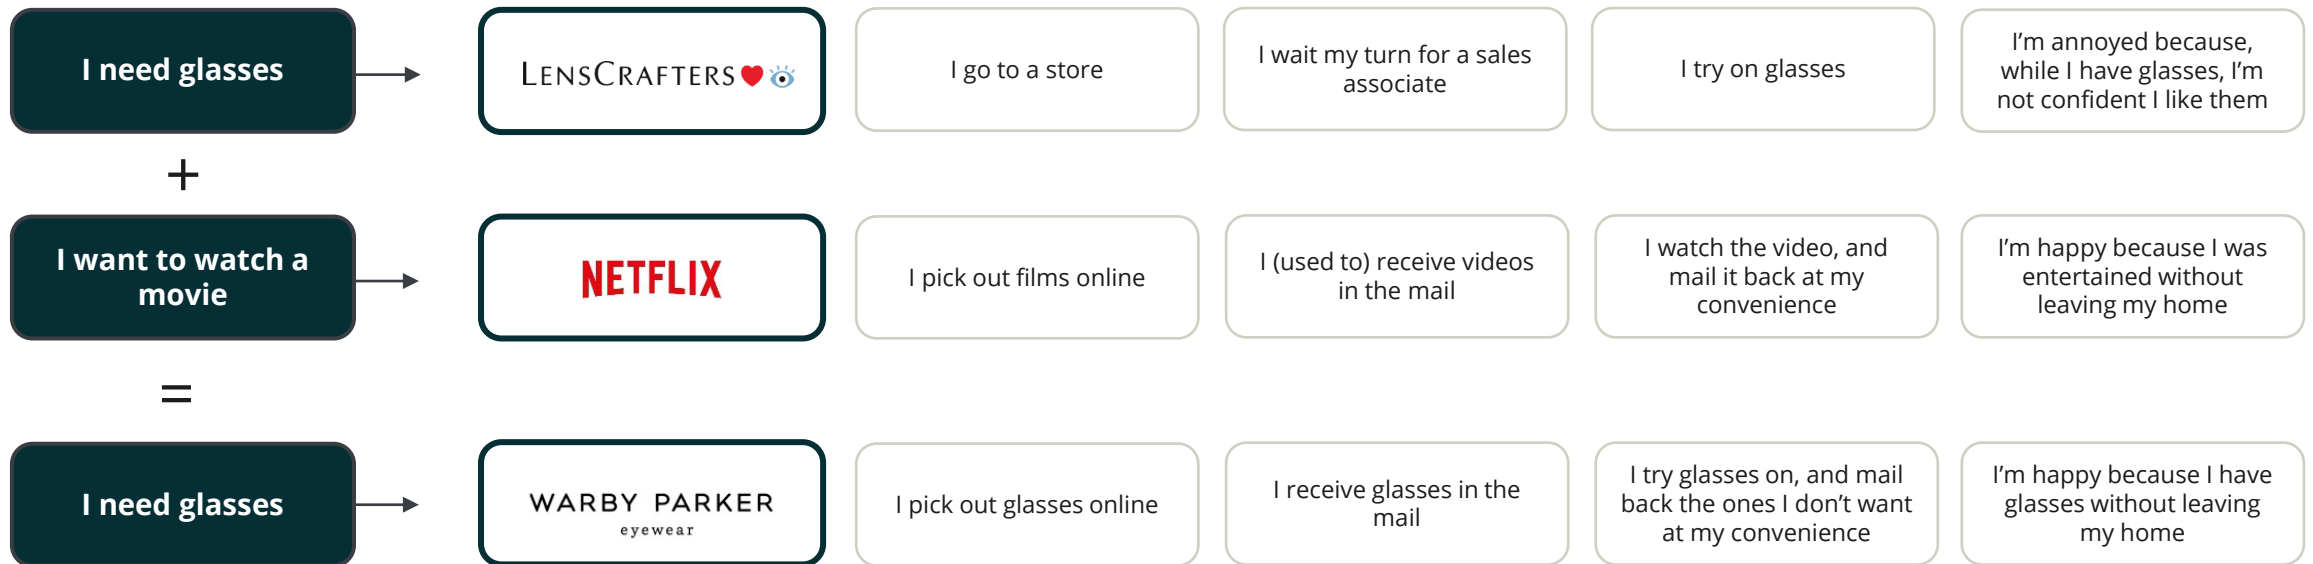 I need glasses
LENSCRAFTERS
I go to a store
I wait my turn for a sales
associate
I try on glasses
I’m annoyed because,
while I have glasses, I’m
not confident I like them
+
I want to watch a
movie
NETFLIX
I pick out films online
I (used to) receive videos
in the mail
I watch the video, and
mail it back at my
convenience
I’m happy because I was
entertained without
leaving my home
=
I need glasses
WARBY PARKER
eyewear
I pick out glasses online
I receive glasses in the
mail
I try glasses on, and mail
back the ones I don’t want
at my convenience
I’m happy because I have
glasses without leaving
my home